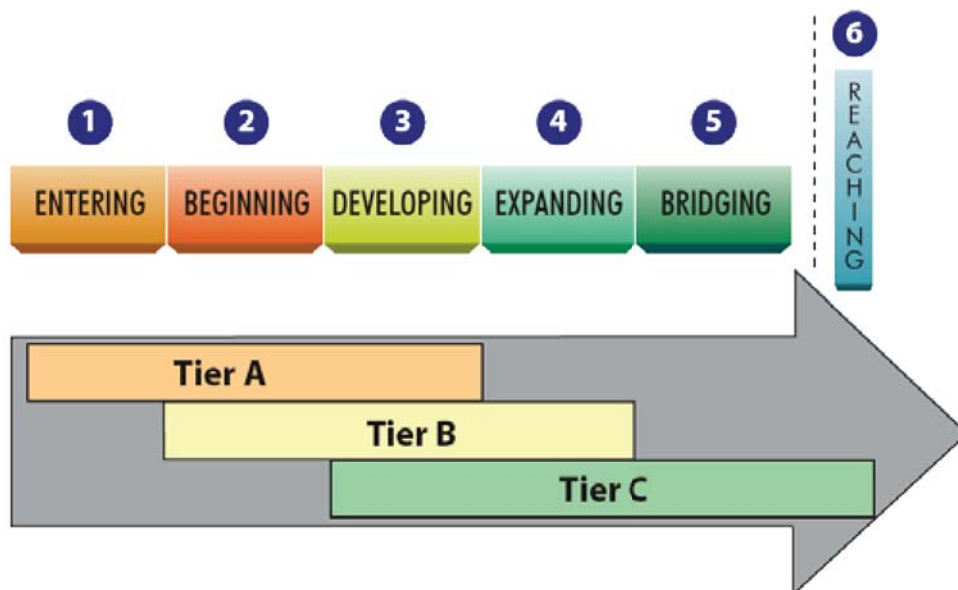 6
REACHING
1 2 3 4 5
ENTERING BEGINNING DEVELOPING EXPANDING BRIDGING
Tier A
Tier B
Tier C